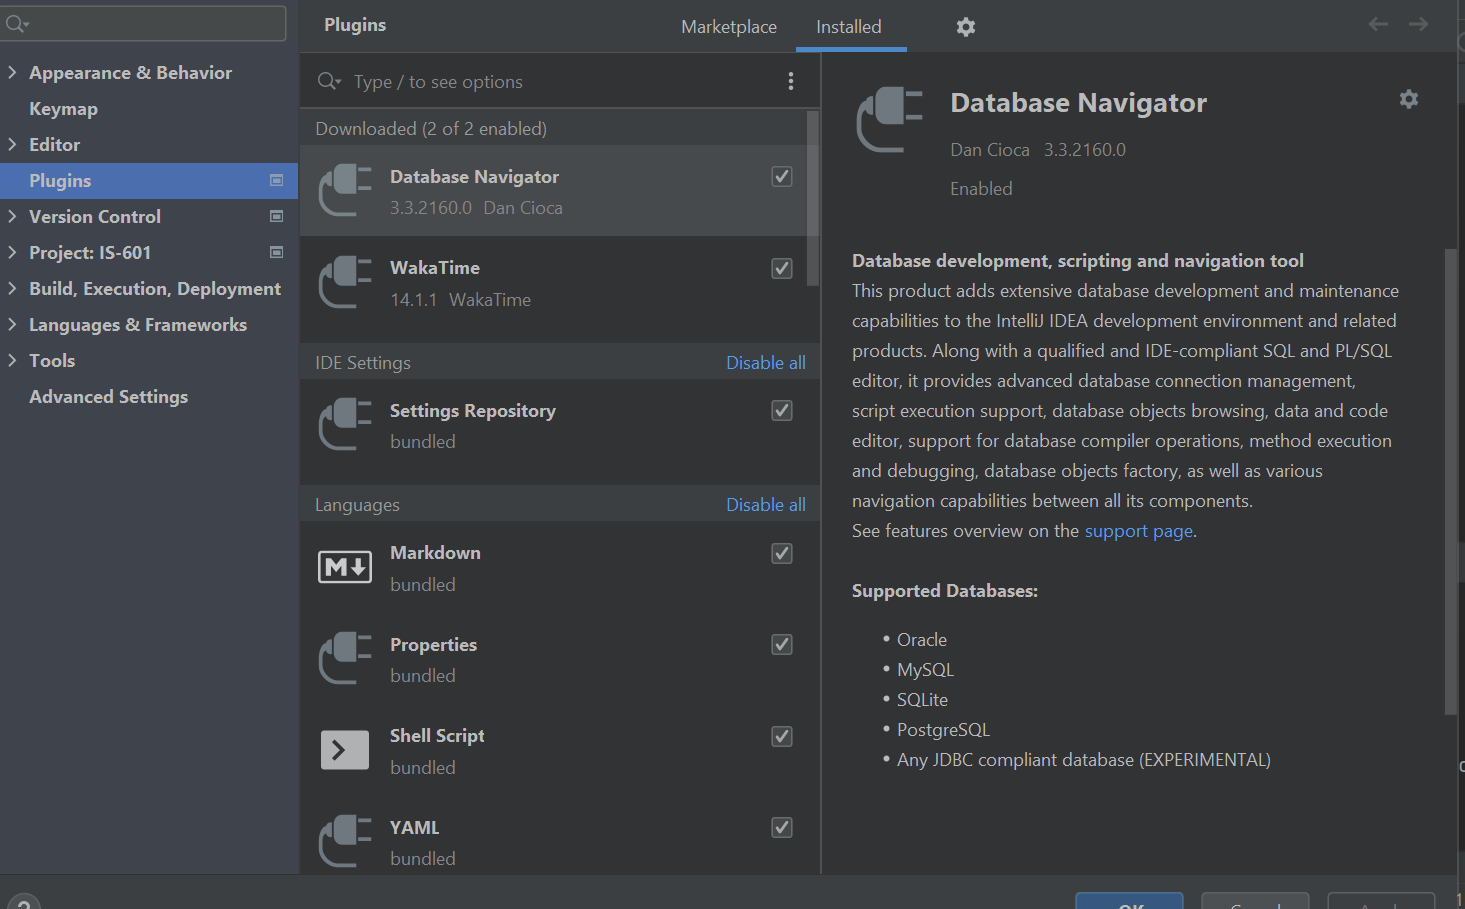 Plugins
Marketplace
Installed
Appearance & Behavior
Keymap
Editor
Plugins
Version Control
Project: IS-601
Build, Execution, Deployment
Languages & Frameworks
Tools
Advanced Settings
Type / to see options
Downloaded (2 of 2 enabled)
Database Navigator
3.3.2160.0 Dan Cioca
WakaTime
14.1.1 WakaTime
IDE Settings Disable all
Settings Repository
bundled
Languages Disable all
Markdown
bundled
Properties
bundled
Shell Script
bundled
YAML
bundled
Database Navigator
Dan Cioca 3.3.2160.0
Enabled
Database development, scripting and navigation tool
This product adds extensive database development and maintenance
capabilities to the IntelliJ IDEA development environment and related
products. Along with a qualified and IDE-compliant SQL and PL/SQL
editor, it provides advanced database connection management,
script execution support, database objects browsing, data and code
editor, support for database compiler operations, method execution
and debugging, database objects factory, as well as various
navigation capabilities between all its components.
See features overview on the support page.
Supported Databases:
• Oracle
• MySQL
• SQLite
• PostgreSQL
• Any JDBC compliant database (EXPERIMENTAL)
OK